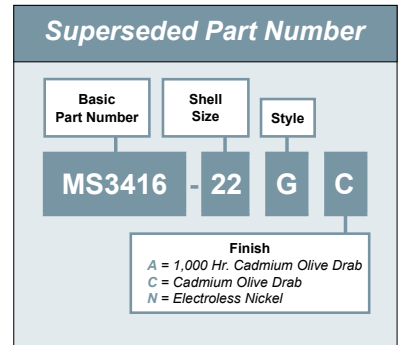 Superseded Part Number
Basic
Part Number
Shell
Size
Style
MS3416 - 22 G C
Finish
A = 1,000 Hr. Cadmium Olive Drab
C = Cadmium Olive Drab
N = Electroless Nickel